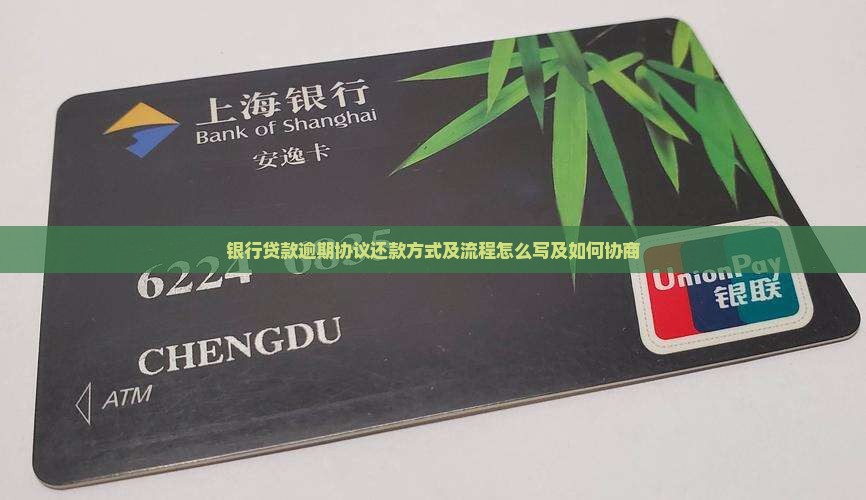 上海银行
Bank of Shanghai
安逸卡
银行贷款逾期协议还款方式及流程怎么写及如何协商
6224
UnionPay
银联
CHENGDU
ATM